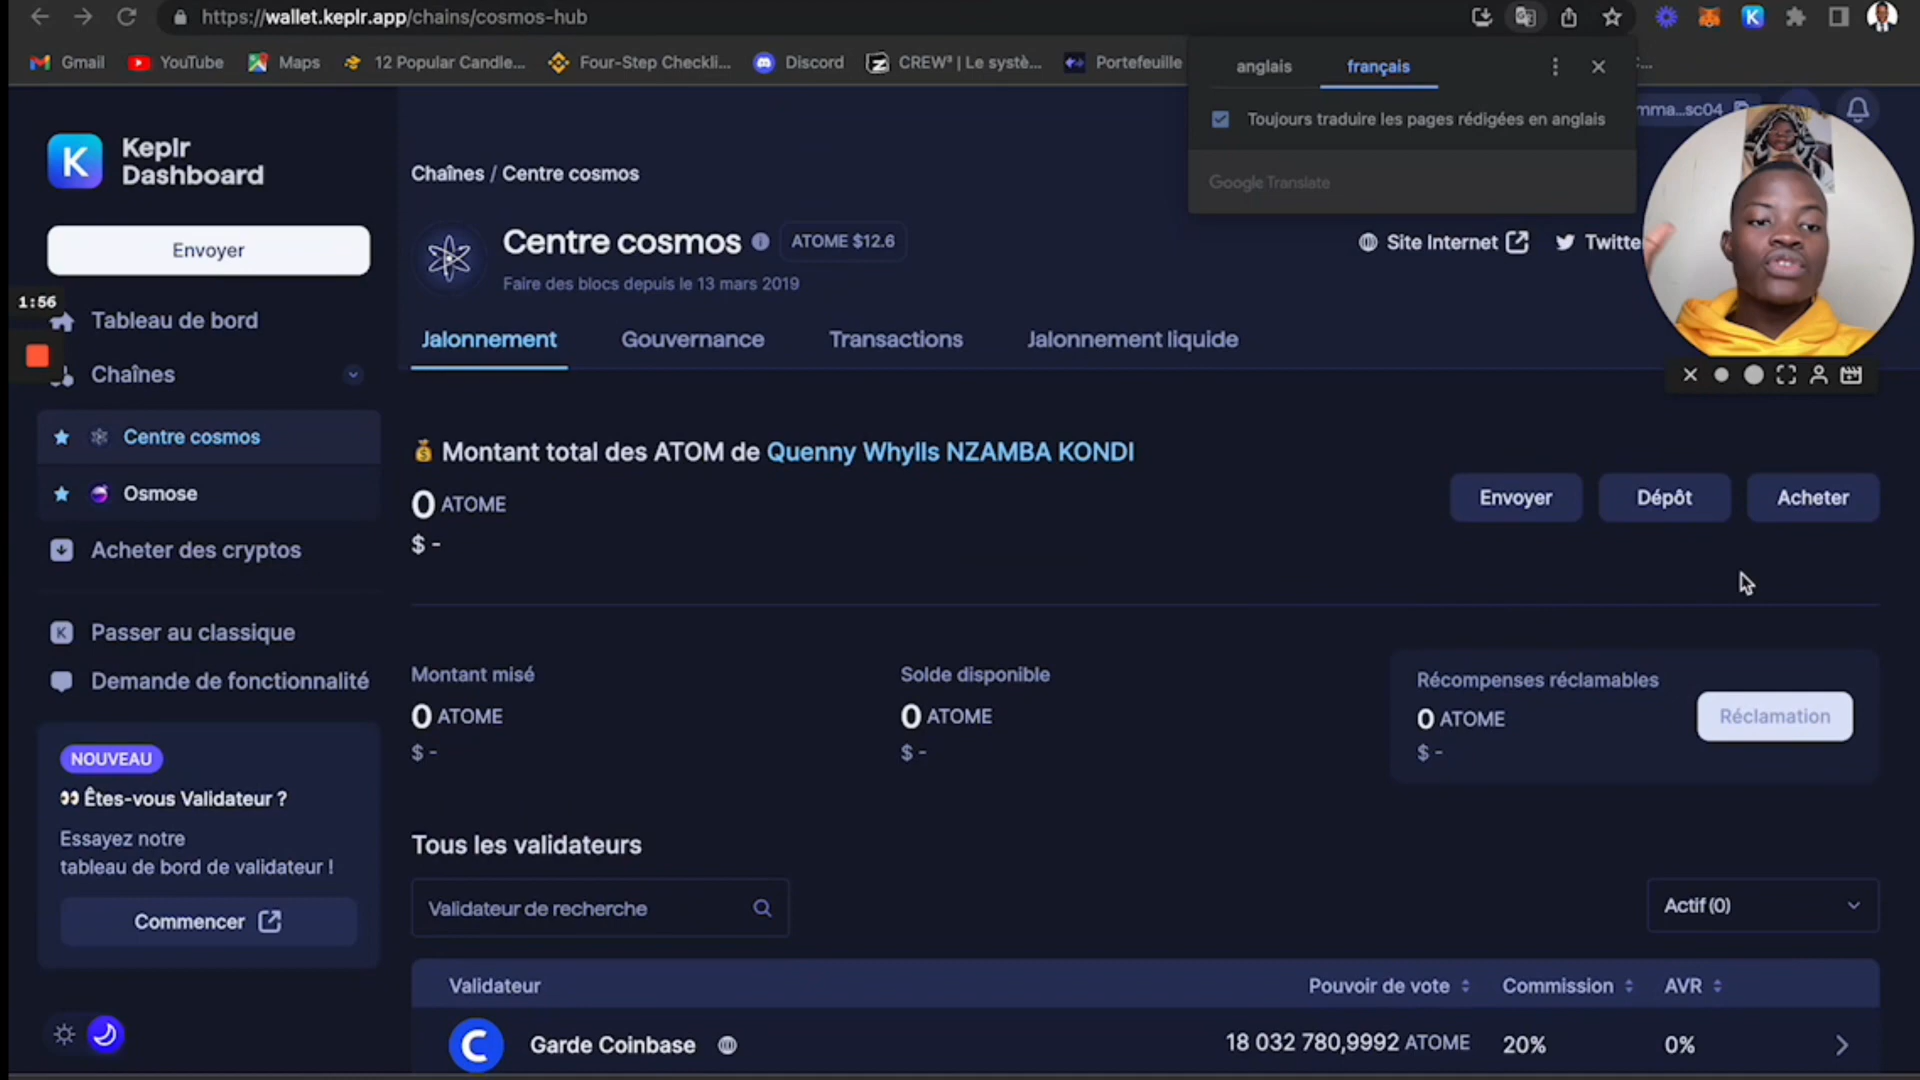 https://wallet.keplr.app/chains/cosmos-hub
Gmail
YouTube
Maps
12 Popular Candle...
Four-Step Checkli...
Discord
CREW³ | Le systè...
Portefeuille
anglais
français
Toujours traduire les pages rédigées en anglais
Google Translate
mma...sc04
Keplr
Dashboard
Envoyer
1:56
Tableau de bord
Chaînes
Centre cosmos
Osmose
Acheter des cryptos
Passer au classique
Demande de fonctionnalité
NOUVEAU
Êtes-vous Validateur ?
Essayez notre
tableau de bord de validateur !
Commencer
Chaînes / Centre cosmos
Centre cosmos
ATOME $12.6
Faire des blocs depuis le 13 mars 2019
Site Internet
Twitte
Jalonnement
Gouvernance
Transactions
Jalonnement liquide
Montant total des ATOM de Quenny Whylls NZAMBA KONDI
0 ATOME
$ -
Envoyer
Dépôt
Acheter
Montant misé
0 ATOME
$ -
Solde disponible
0 ATOME
$ -
Récompenses réclamables
0 ATOME
$ -
Réclamation
Tous les validateurs
Validateur de recherche
Actif (0)
Validateur
Pouvoir de vote
Commission
AVR
Garde Coinbase
18 032 780,9992 ATOME
20%
0%